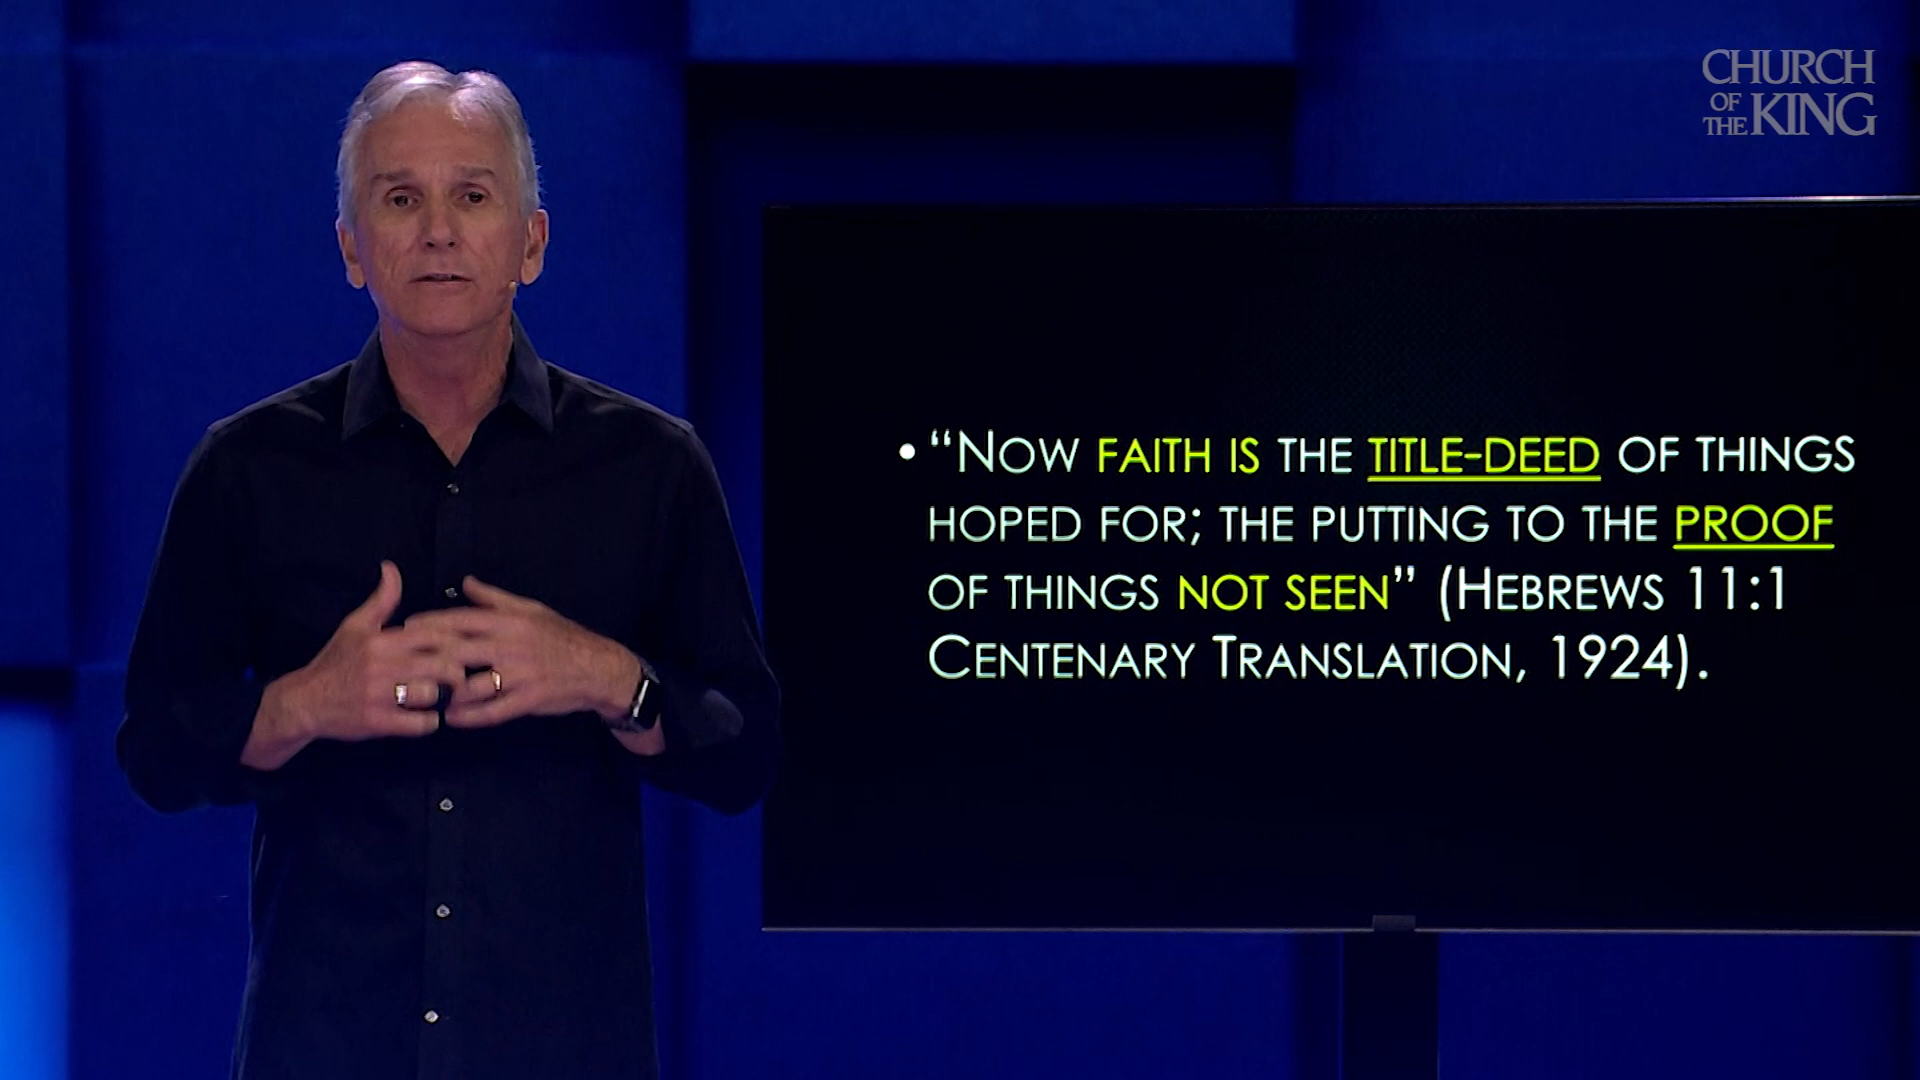 CHURCH
OF
THE KING
• “NOW FAITH IS THE TITLE-DEED OF THINGS
HOPED FOR; THE PUTTING TO THE PROOF
OF THINGS NOT SEEN” (HEBREWS 11:1
CENTENARY TRANSLATION, 1924).